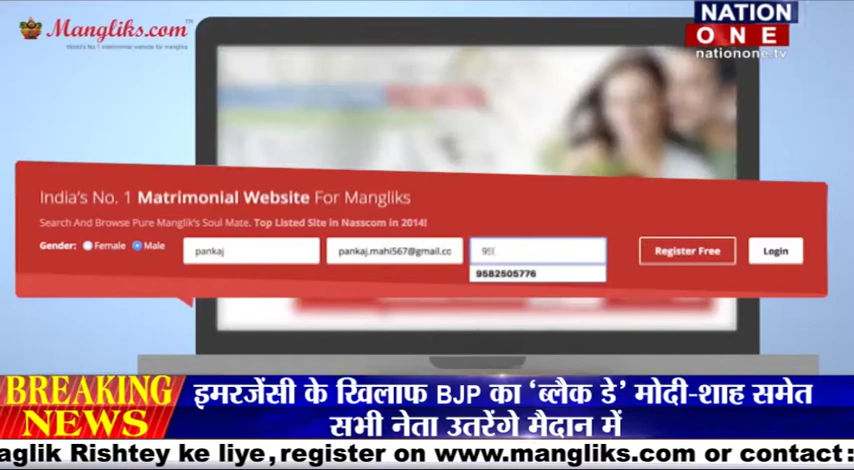 Mangliks.com
World's No. 1 matrimonial website for mangliks
NATION
ONE
nationone.tv
India's No. 1 Matrimonial Website For Mangliks
Search And Browse Pure Manglik's Soul Mate. Top Listed Site in Nasscom in 2014!
Gender: Female Male pankaj pankaj.mahi567@gmail.co Register Free Login
9582505776
BREAKING NEWS
इमरजेंसी के खिलाफ BJP का ‘ब्लैक डे’ मोदी-शाह समेत
सभी नेता उतरेंगे मैदान में
aglik Rishtey ke liye, register on www.mangliks.com or contact: